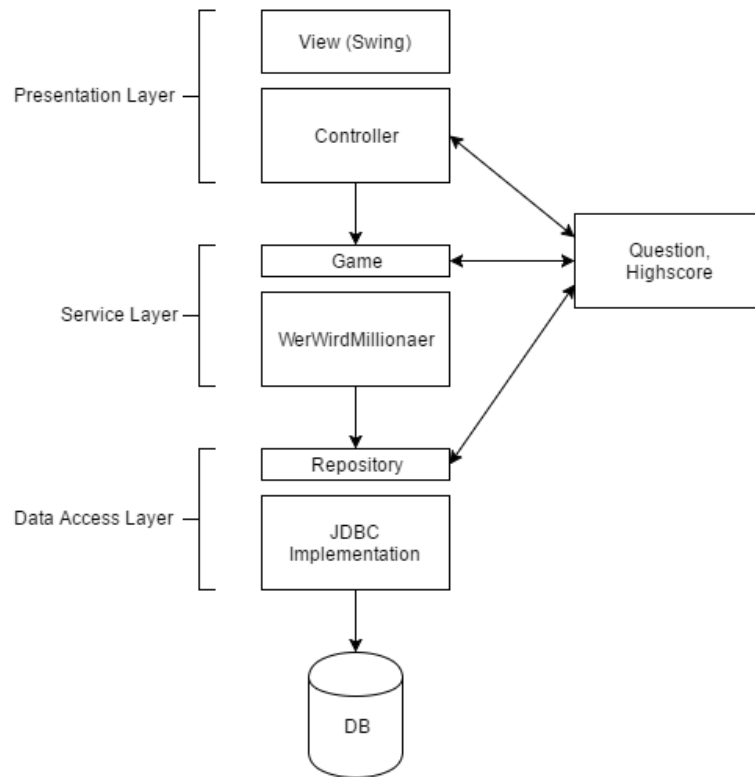 View (Swing)
Presentation Layer
Controller
Game
Question,
Highscore
Service Layer
WerWirdMillionaer
Repository
Data Access Layer
JDBC
Implementation
DB